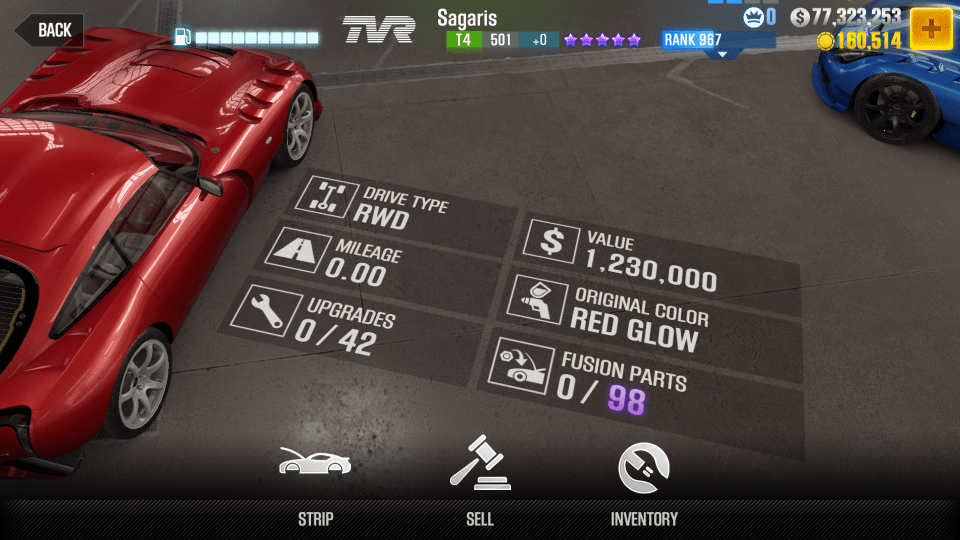 BACK
TVR
Sagaris
T4 501 +0
RANK 967
0
77,323,253
160,514
DRIVE TYPE
RWD
MILEAGE
0.00
UPGRADES
0 / 42
VALUE
1,230,000
ORIGINAL COLOR
RED GLOW
FUSION PARTS
0 / 98
STRIP
SELL
INVENTORY